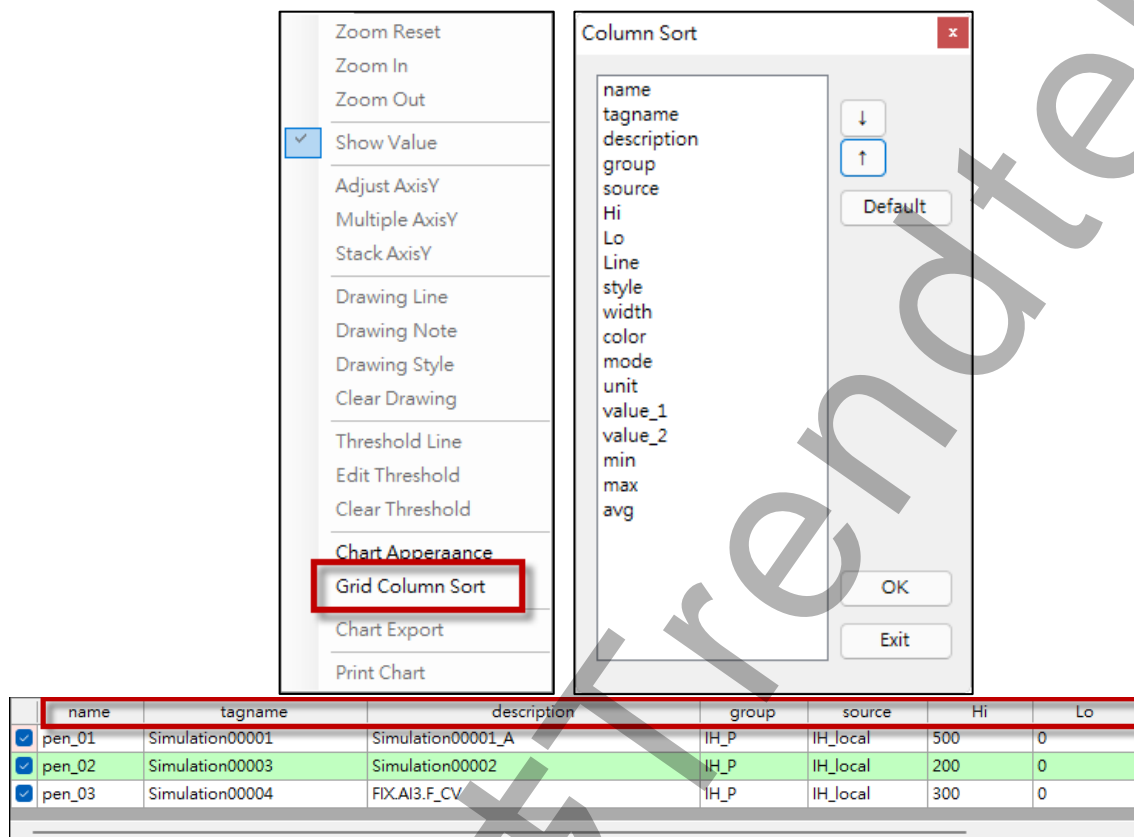 Zoom Reset
Zoom In
Zoom Out
Show Value
Adjust AxisY
Multiple AxisY
Stack AxisY
Drawing Line
Drawing Note
Drawing Style
Clear Drawing
Threshold Line
Edit Threshold
Clear Threshold
Chart Apperaance
Grid Column Sort
Chart Export
Print Chart
Column Sort
x
name
tagname
description
group
source
Hi
Lo
Line
style
width
color
mode
unit
value_1
value_2
min
max
avg
↓
↑
Default
OK
Exit
name tagname description group source Hi Lo
pen_01 Simulation00001 Simulation00001_A IH_P IH_local 500 0
pen_02 Simulation00003 Simulation00002 IH_P IH_local 200 0
pen_03 Simulation00004 FIX.AI3.F_CV IH_P IH_local 300 0
Trendte